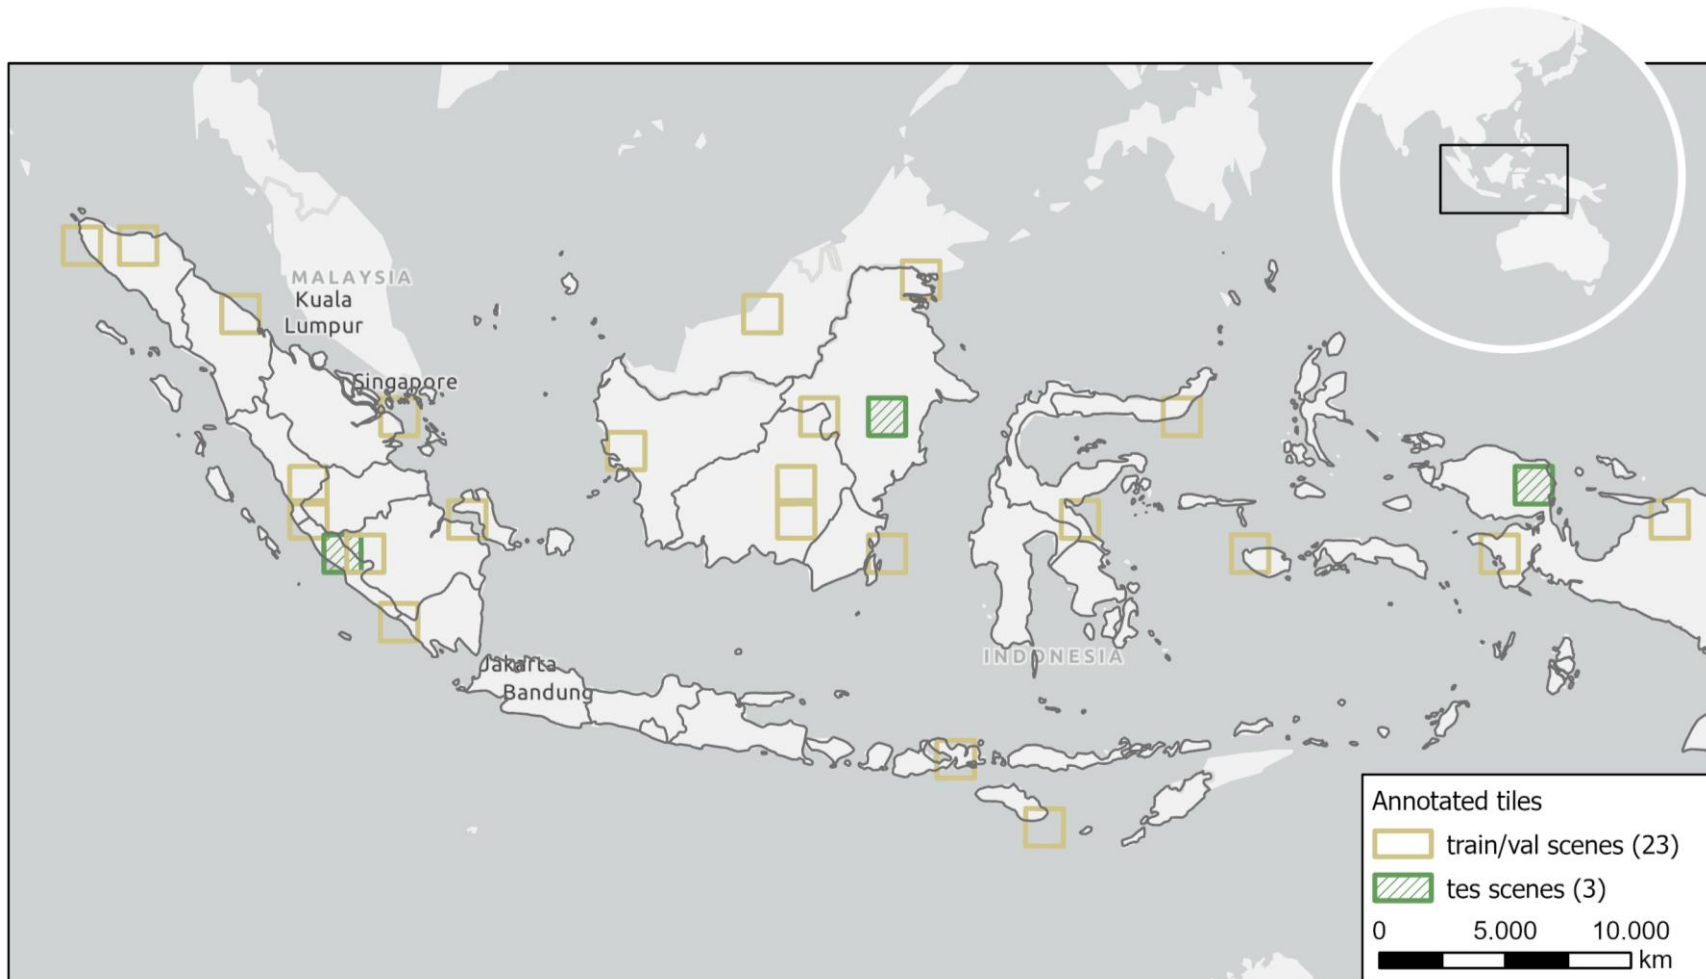 MALAYSIA
Kuala
Lumpur
Singapore
INDONESIA
Jakarta
Bandung
Annotated tiles
train/val scenes (23)
tes scenes (3)
0 5.000 10.000
km